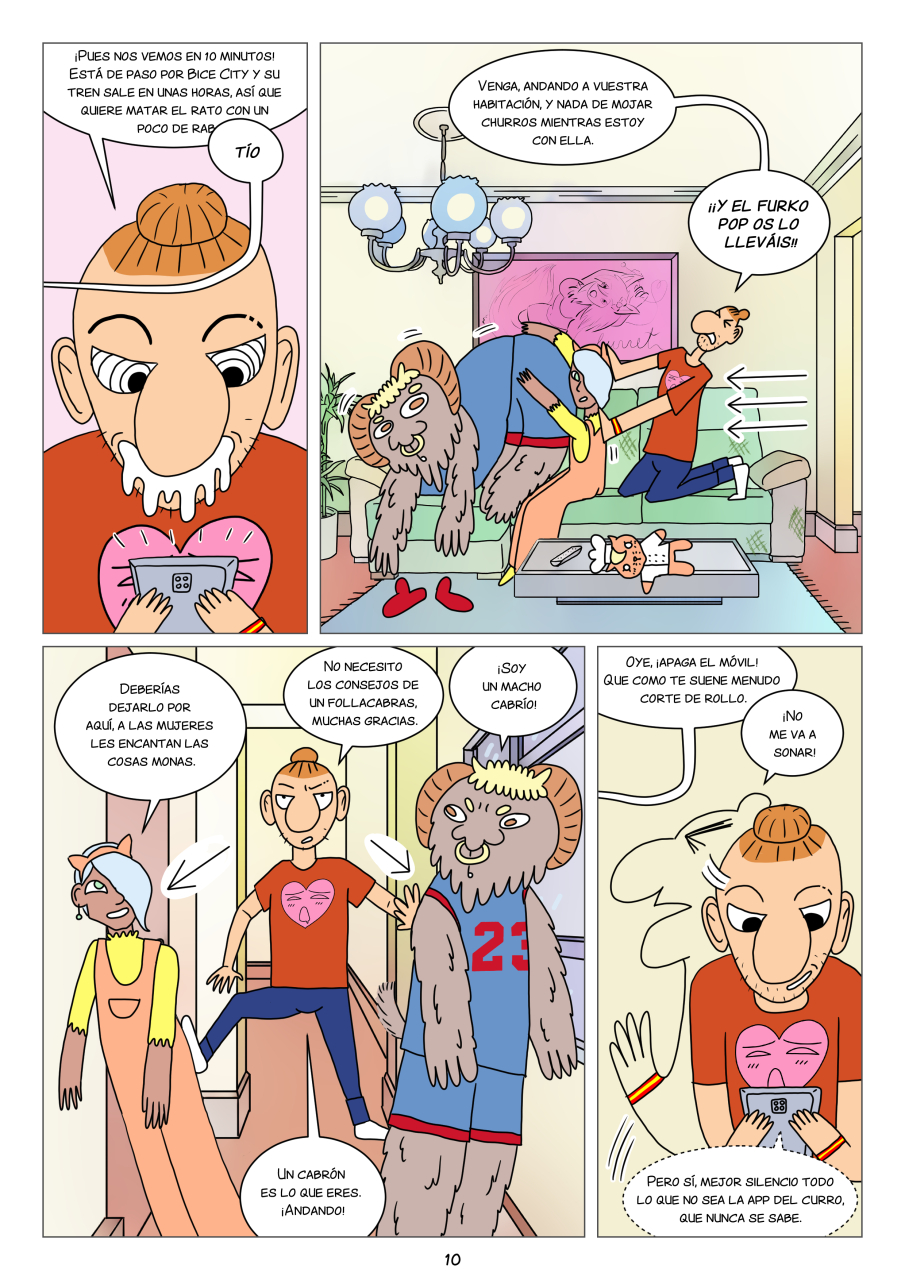 ¡Pues nos vemos en 10 minutos!
Está de paso por Bice City y su
tren sale en unas horas, así que
quiere matar el rato con un
poco de rab
Tío
Venga, andando a vuestra
habitación, y nada de mojar
churros mientras estoy
con ella.
¡¡Y el Furko
Pop os lo
lleváis!!
Deberías
dejarlo por
aquí, a las mujeres
les encantan las
cosas monas.
No necesito
los consejos de
un follacabras,
muchas gracias.
¡Soy
un macho
cabrío!
23
Un cabrón
es lo que eres.
¡Andando!
Oye, ¡apaga el móvil!
Que como te suene menudo
corte de rollo.
¡No
me va a
sonar!
Pero sí, mejor silencio todo
lo que no sea la app del curro,
que nunca se sabe.
10